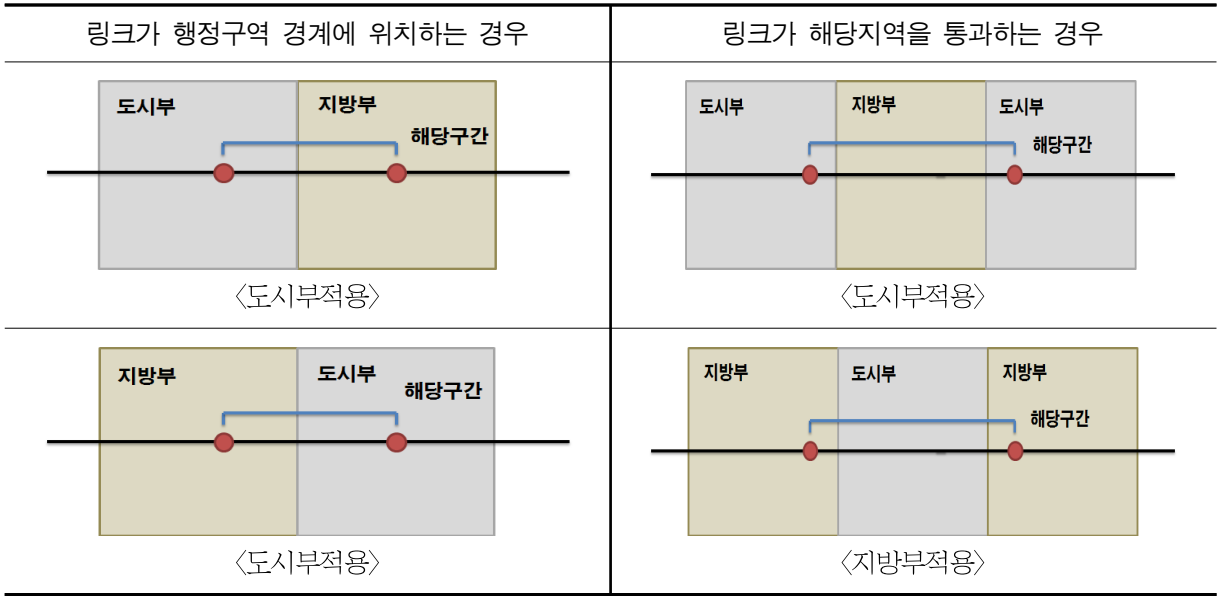 링크가 행정구역 경계에 위치하는 경우
링크가 해당지역을 통과하는 경우
도시부
지방부
해당구간
〈도시부적용〉
도시부
지방부
도시부
해당구간
〈도시부적용〉
지방부
도시부
해당구간
〈도시부적용〉
지방부
도시부
지방부
해당구간
〈지방부적용〉